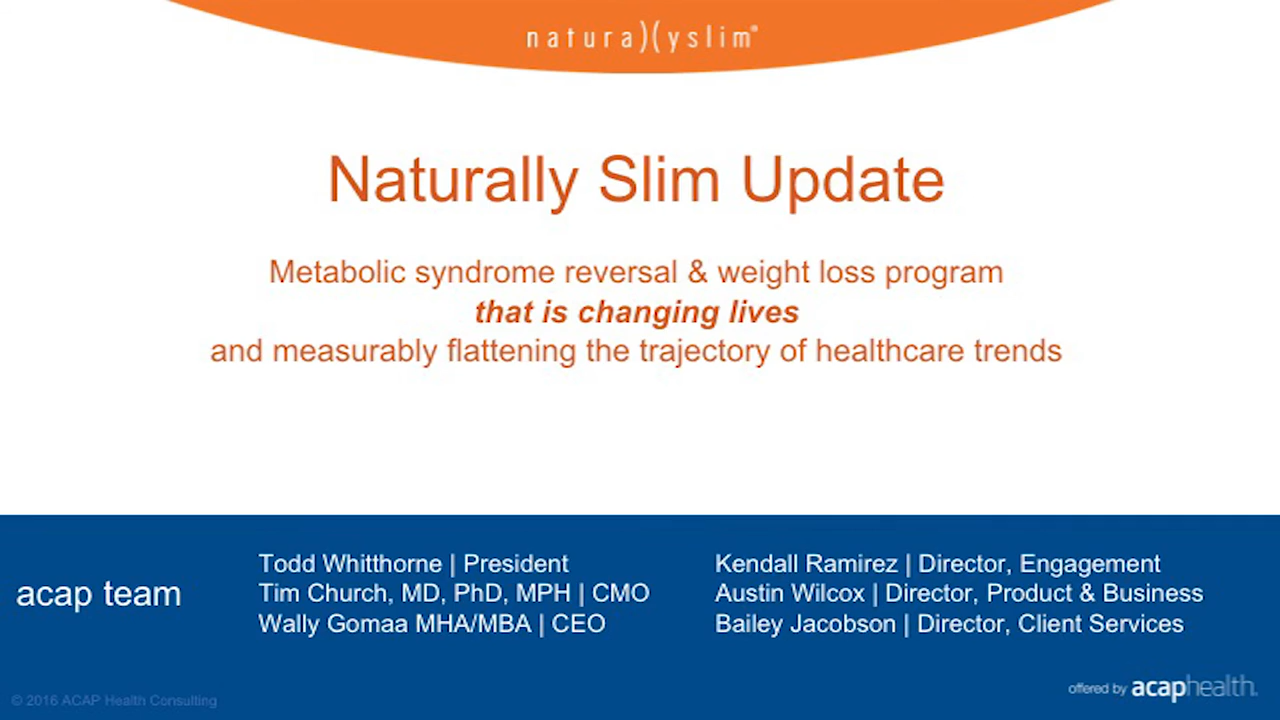 naturallyslim®
Naturally Slim Update
Metabolic syndrome reversal & weight loss program
that is changing lives
and measurably flattening the trajectory of healthcare trends
acap team
Todd Whitthorne | President
Tim Church, MD, PhD, MPH | CMO
Wally Gomaa MHA/MBA | CEO
Kendall Ramirez | Director, Engagement
Austin Wilcox | Director, Product & Business
Bailey Jacobson | Director, Client Services
© 2016 ACAP Health Consulting
offered by acaphealth.